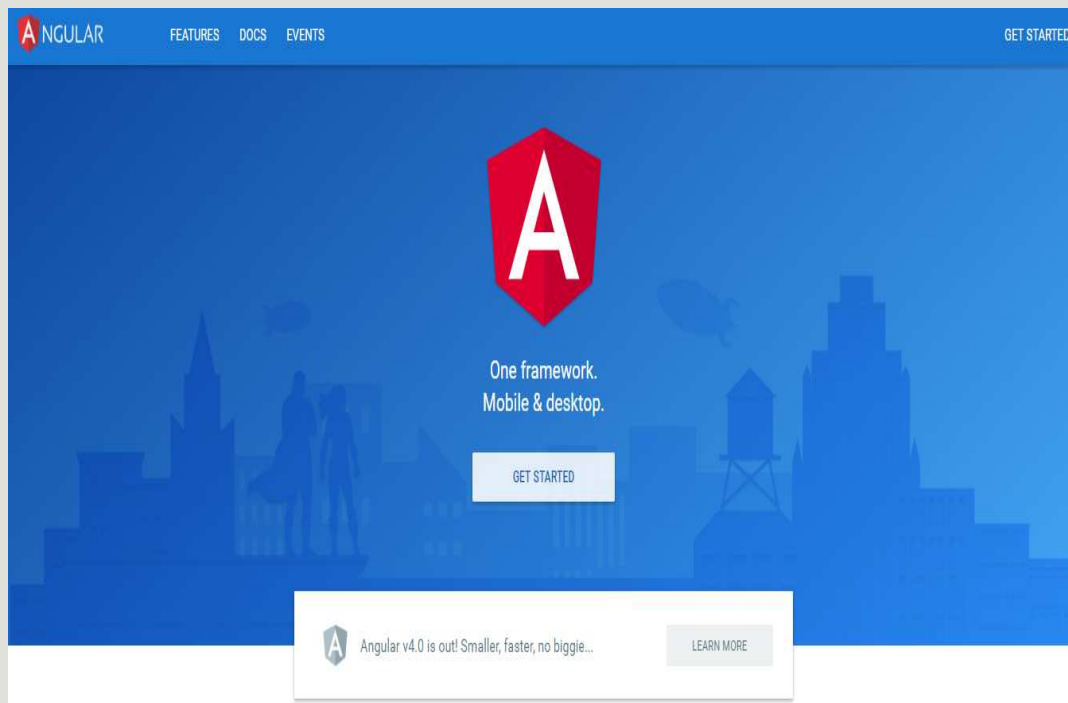 ANGULAR FEATURES DOCS EVENTS GET STARTED
A
One framework.
Mobile & desktop.
GET STARTED
A Angular v4.0 is out! Smaller, faster, no biggie... LEARN MORE